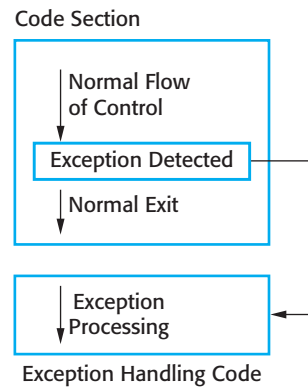 Code Section
Normal Flow
of Control
Exception Detected
Normal Exit
Exception
Processing
Exception Handling Code